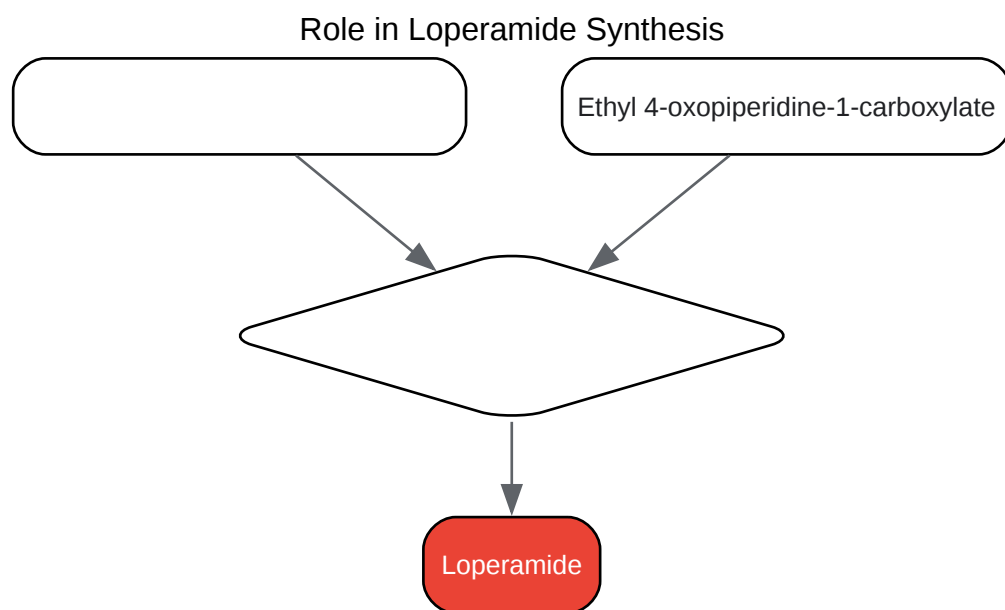 Role in Loperamide Synthesis
Ethyl 4-oxopiperidine-1-carboxylate
Loperamide